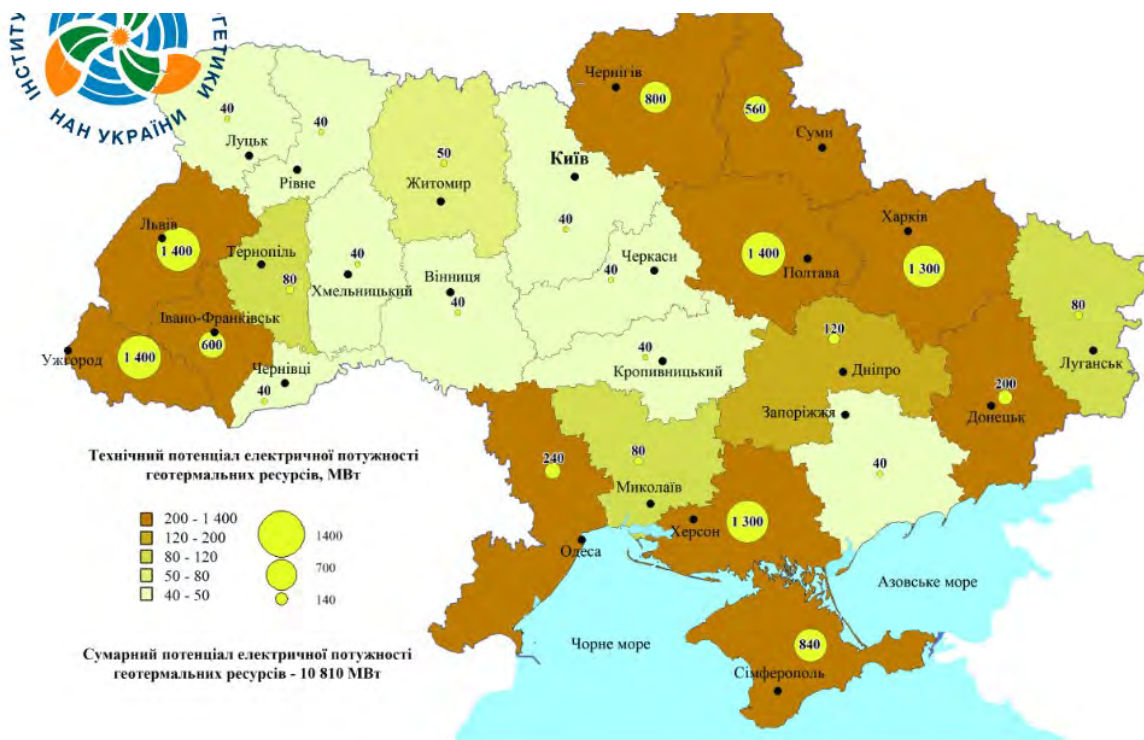 ІНСТИТУ
ГЕТИКИ
НАН УКРАЇНИ
Чернігів
800
560
Суми
40
40
Луцьк
Рівне
50
Житомир
Київ
40
Львів
1 400
Тернопіль
80
40
Хмельницький
Вінниця
40
Черкаси
40
1 400
Полтава
Харків
1 300
80
Луганськ
Івано-Франківськ
600
Ужгород
1 400
Чернівці
40
40
Кропивницький
120
Дніпро
Запоріжжя
200
Донецьк
40
240
Одеса
80
Миколаїв
Херсон
1 300
Азовське море
Чорне море
840
Сімферополь
Технічний потенціал електричної потужності
геотермальних ресурсів, МВт
200 - 1 400
120 - 200
80 - 120
50 - 80
40 - 50
1400
700
140
Сумарний потенціал електричної потужності
геотермальних ресурсів - 10 810 МВт